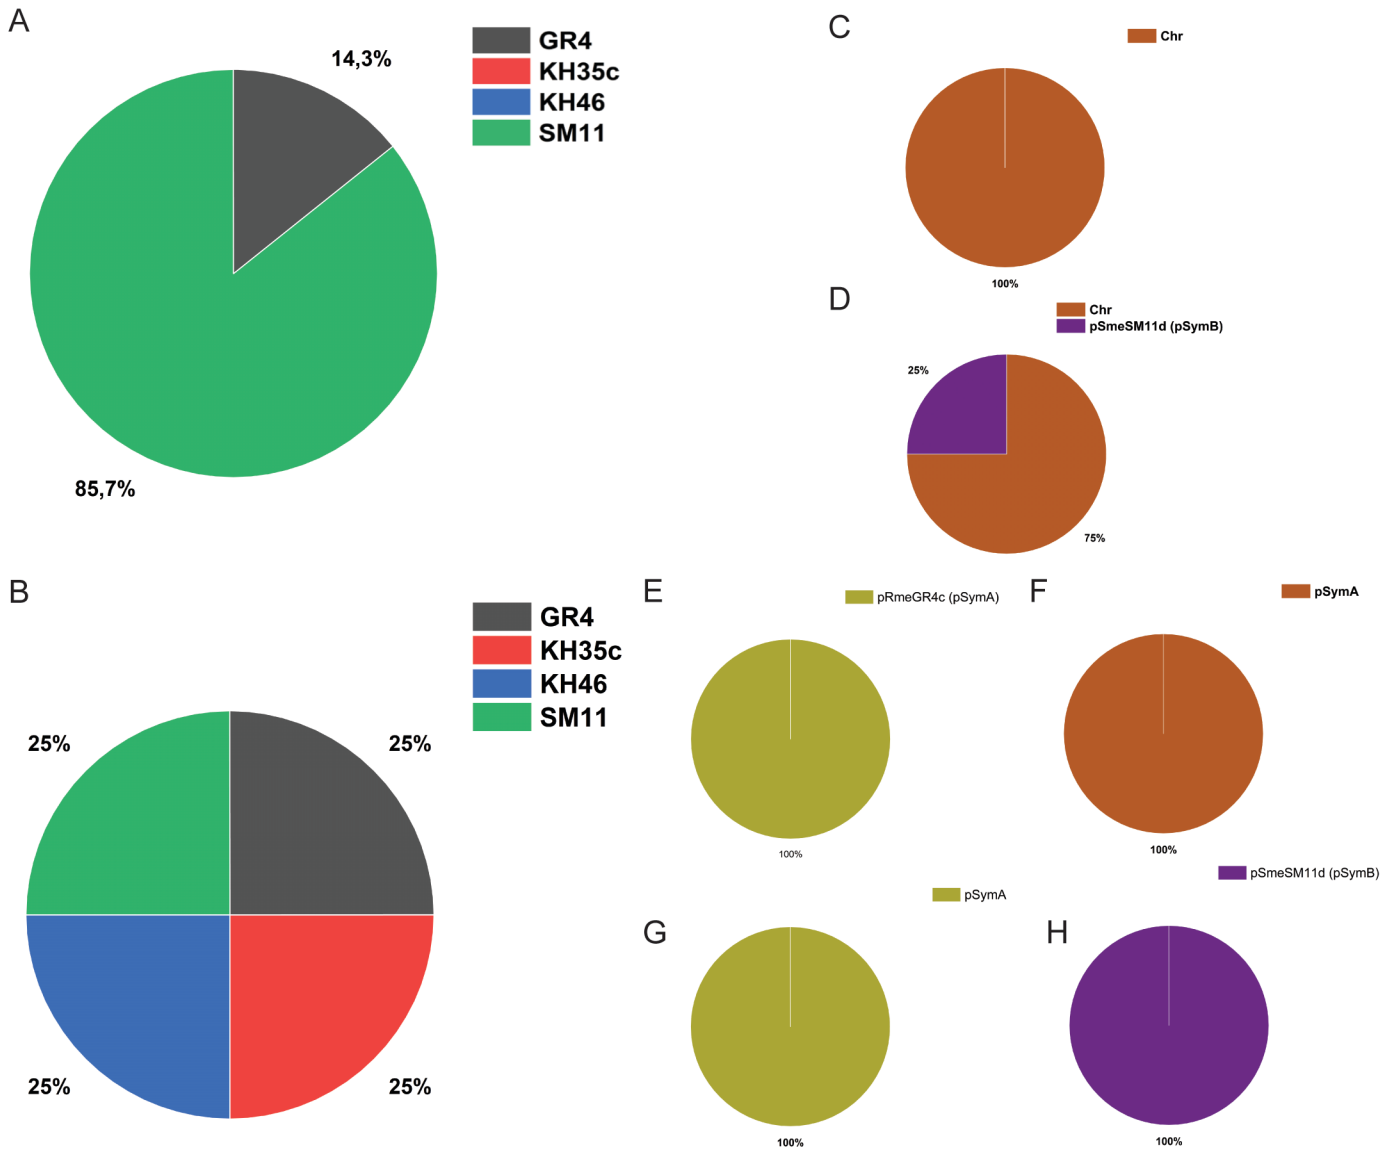 A
14,3%
GR4
KH35c
KH46
SM11
85,7%
B
GR4
KH35c
KH46
SM11
25%
25%
25%
25%
C
Chr
100%
D
Chr
pSmeSM11d (pSymB)
25%
75%
E
pRmeGR4c (pSymA)
100%
F
pSymA
100%
G
pSymA
100%
H
pSmeSM11d (pSymB)
100%